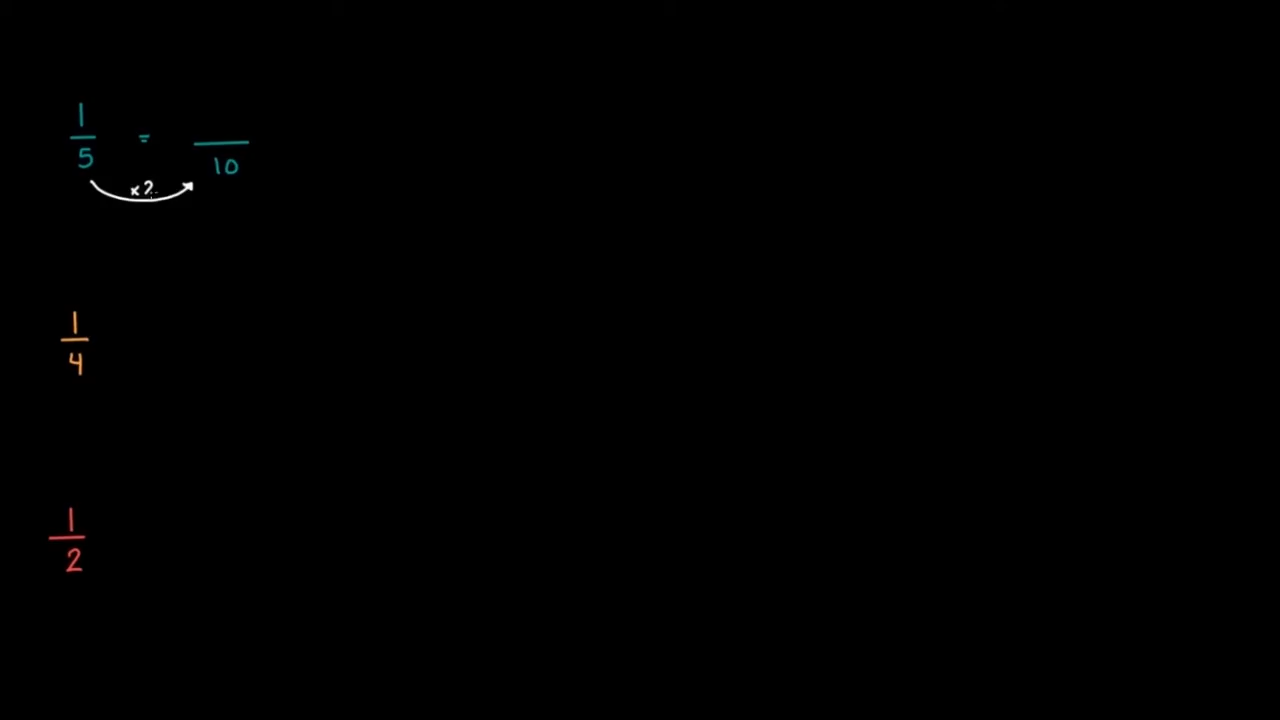 1/5 = /10
×2
1/4
1/2